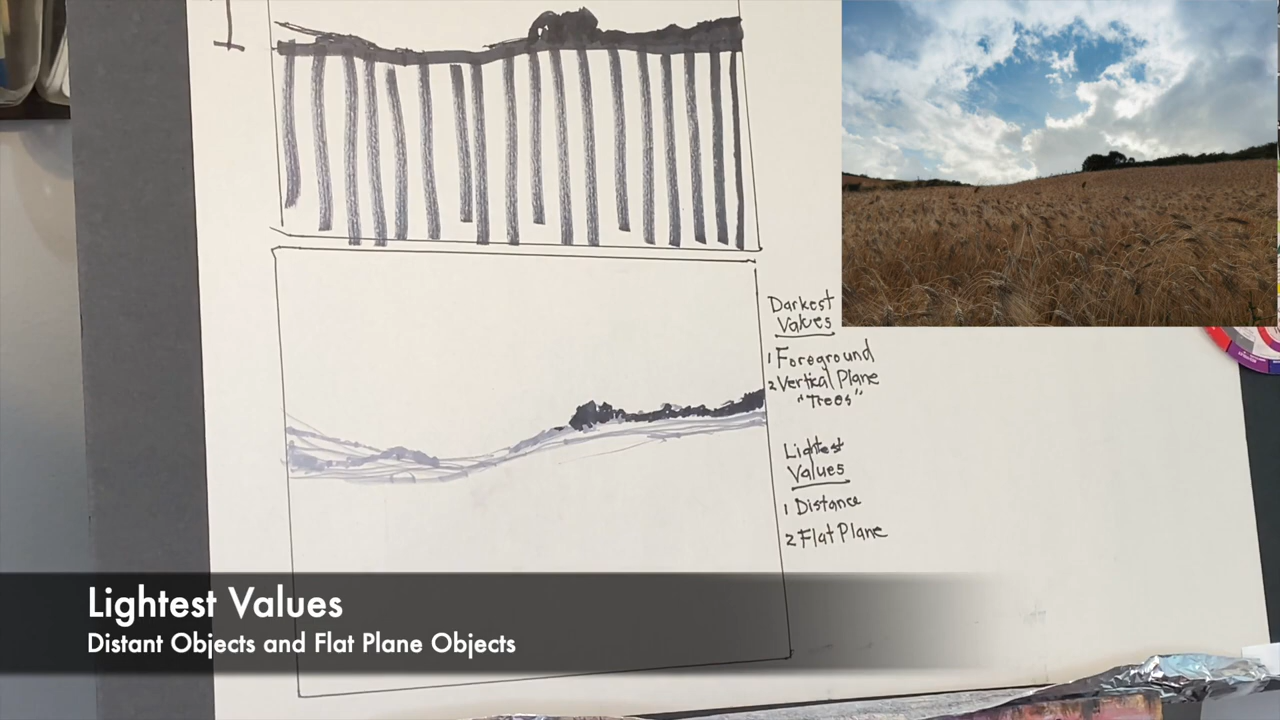 Darkest
Values
1 Foreground
2 Vertical Plane
"Trees"
Lightest
Values
1 Distance
2 Flat Plane
Lightest Values
Distant Objects and Flat Plane Objects